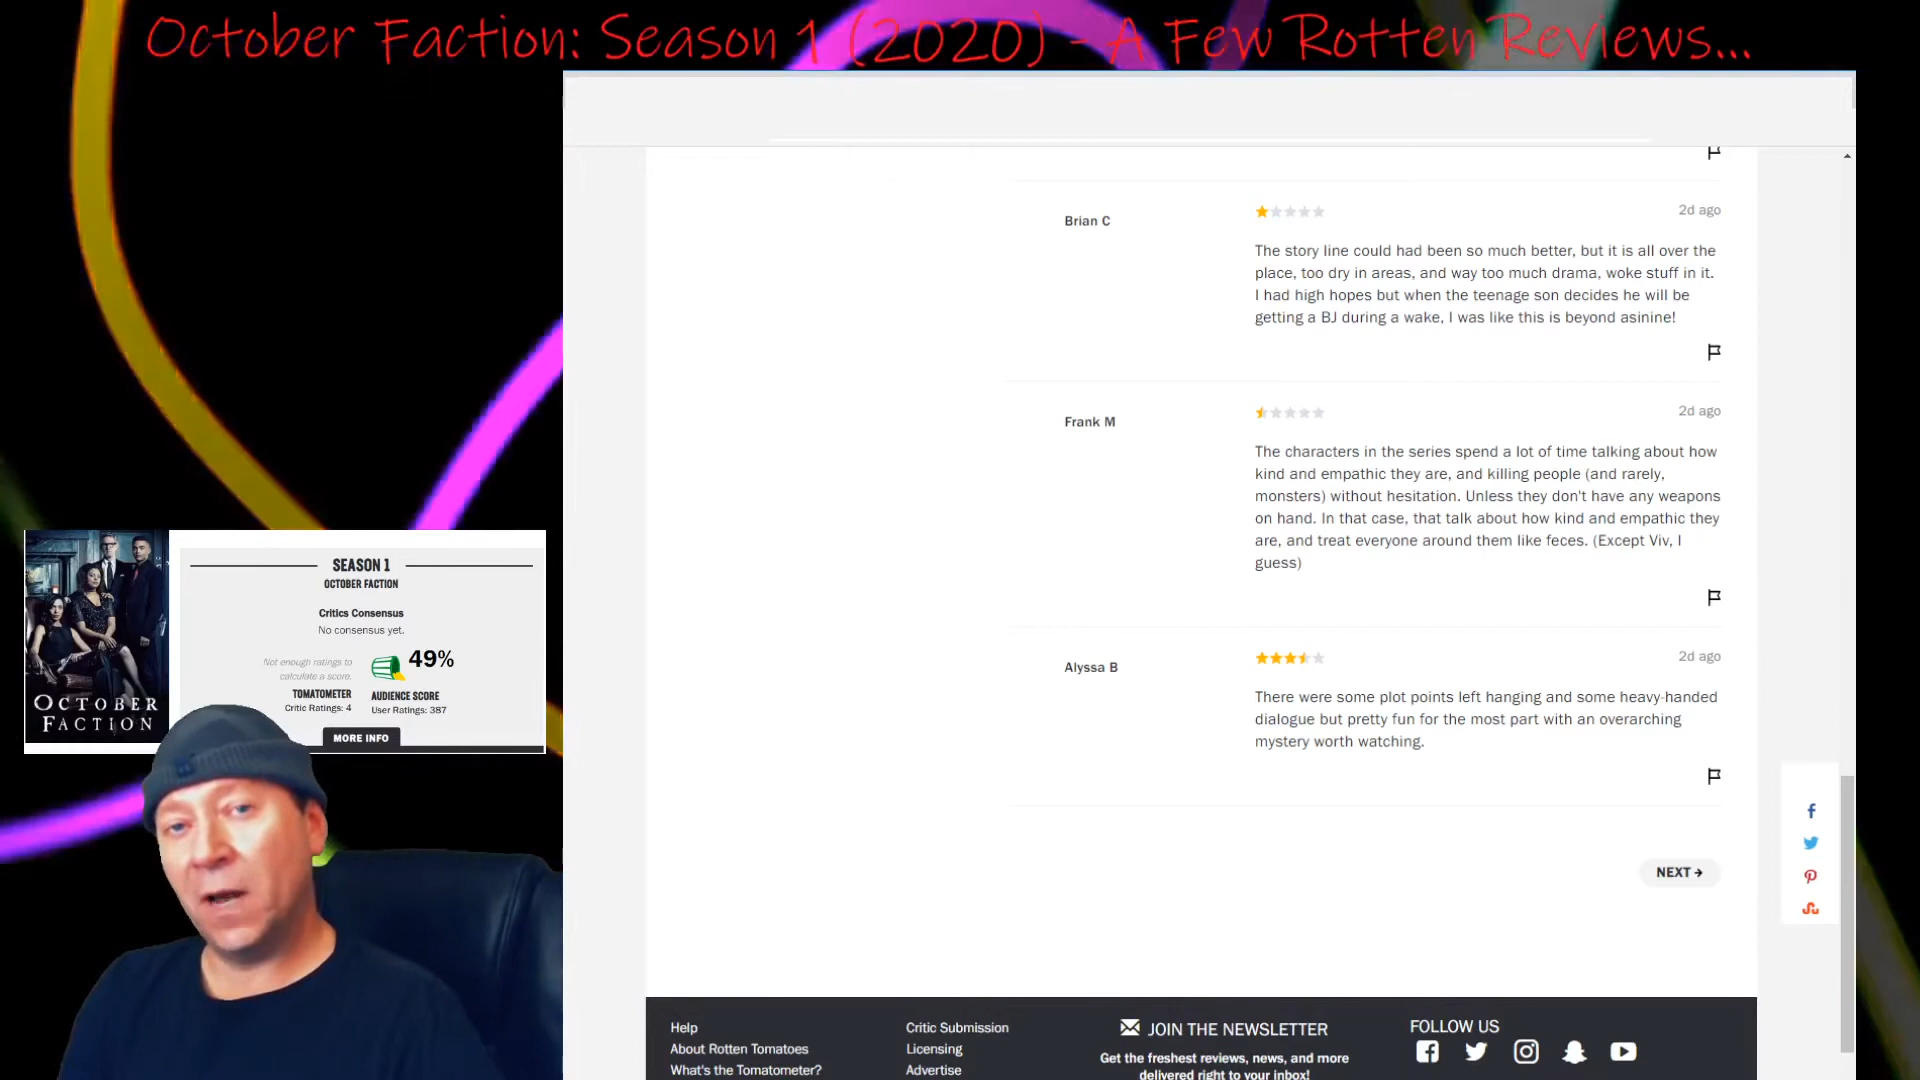 October Faction: Season 1 (2020) - A Few Rotten Reviews...
Brian C
2d ago
The story line could had been so much better, but it is all over the
place, too dry in areas, and way too much drama, woke stuff in it.
I had high hopes but when the teenage son decides he will be
getting a BJ during a wake, I was like this is beyond asinine!
Frank M
2d ago
The characters in the series spend a lot of time talking about how
kind and empathic they are, and killing people (and rarely,
monsters) without hesitation. Unless they don't have any weapons
on hand. In that case, that talk about how kind and empathic they
are, and treat everyone around them like feces. (Except Viv, I
guess)
Alyssa B
2d ago
There were some plot points left hanging and some heavy-handed
dialogue but pretty fun for the most part with an overarching
mystery worth watching.
NEXT
OCTOBER
FACTION
SEASON 1
OCTOBER FACTION
Critics Consensus
No consensus yet.
Not enough ratings to
calculate a score.
TOMATOMETER
Critic Ratings: 4
49%
AUDIENCE SCORE
User Ratings: 387
MORE INFO
Help
About Rotten Tomatoes
What's the Tomatometer?
Critic Submission
Licensing
Advertise
JOIN THE NEWSLETTER
Get the freshest reviews, news, and more
delivered right to your inbox!
FOLLOW US